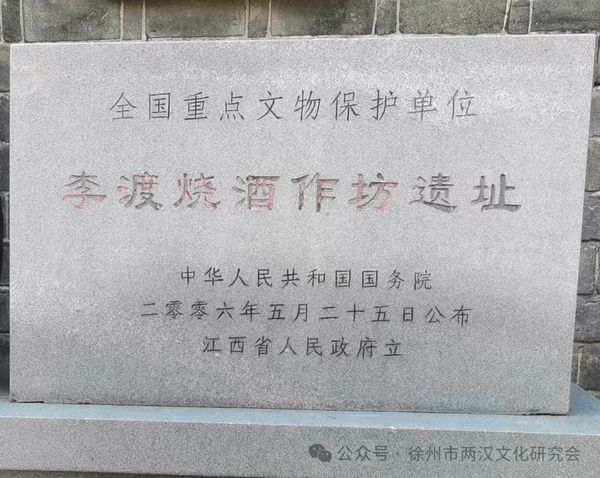 全国重点文物保护单位
李渡烧酒作坊遗址
中华人民共和国国务院
二零零六年五月二十五日公布
江西省人民政府立
公众号·徐州市两汉文化研究会